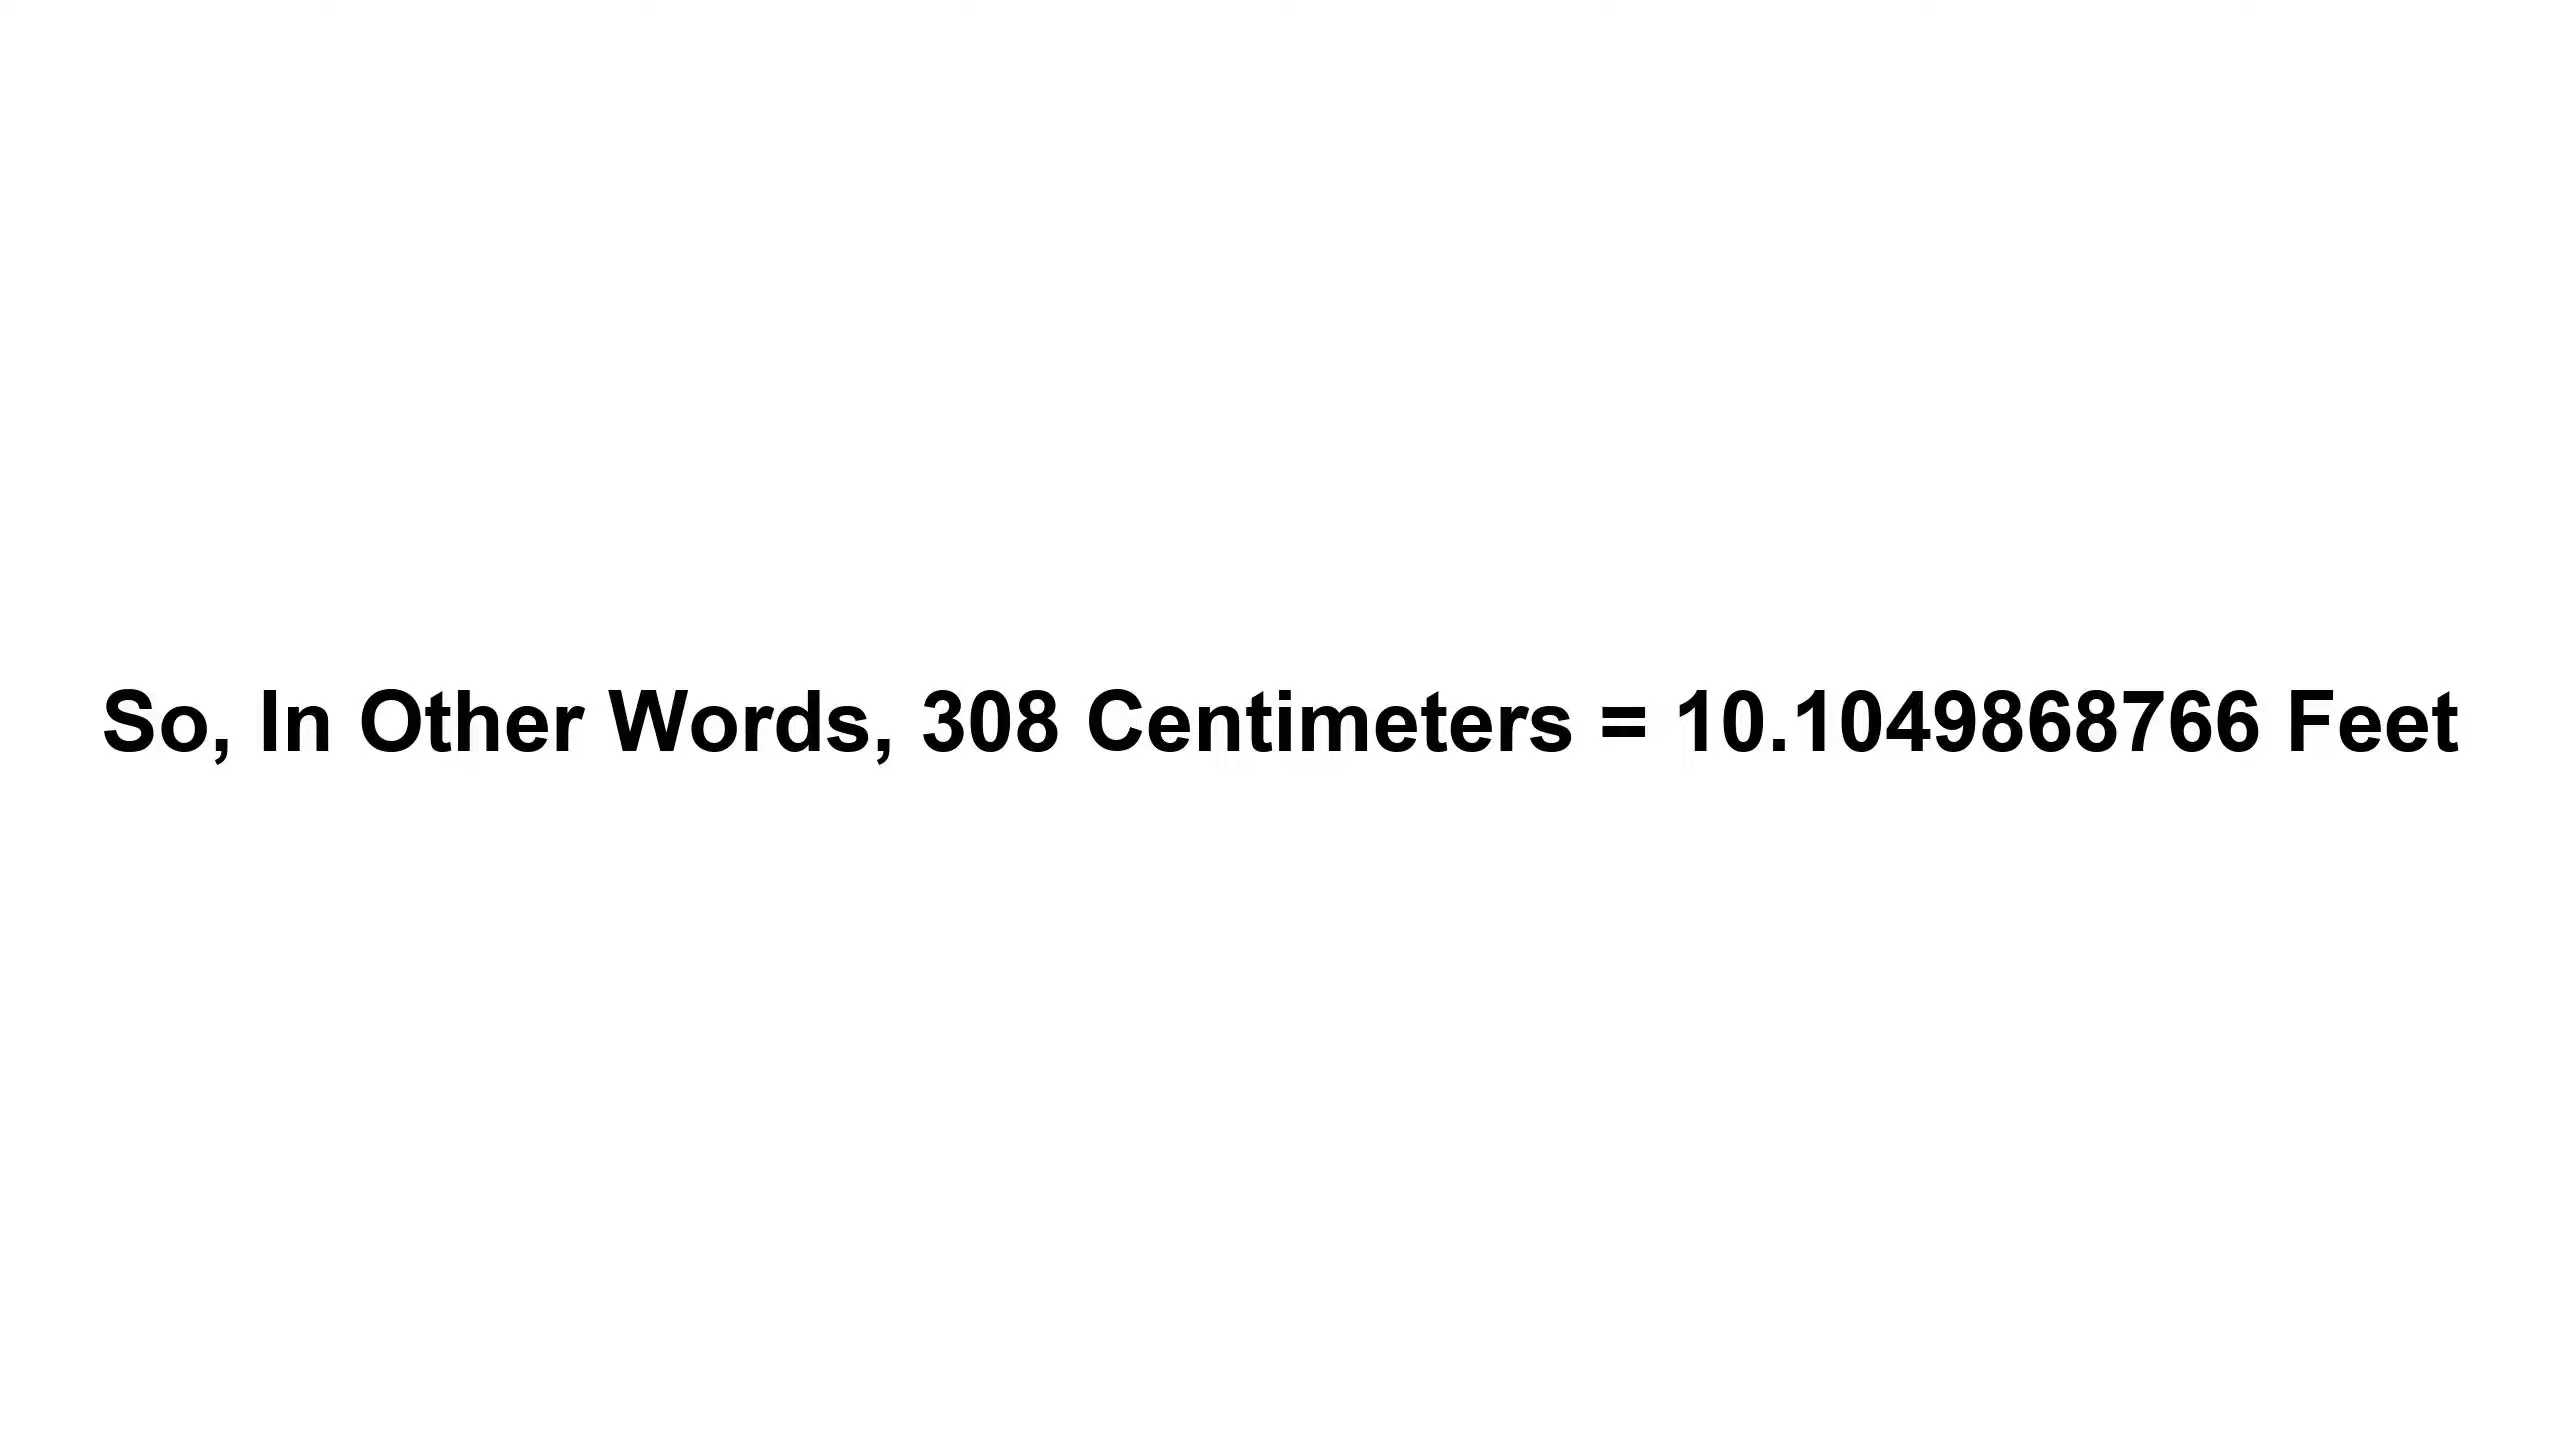 So, In Other Words, 308 Centimeters = 10.1049868766 Feet